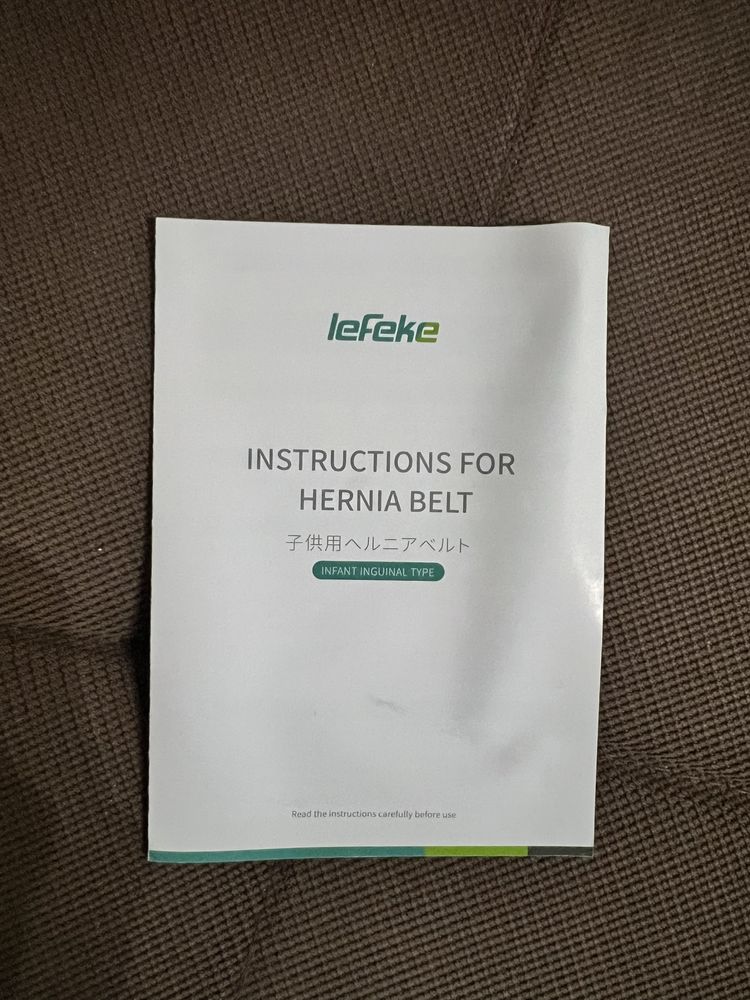 lefeke
INSTRUCTIONS FOR
HERNIA BELT
子供用ヘルニアベルト
INFANT INGUINAL TYPE
Read the instructions carefully before use